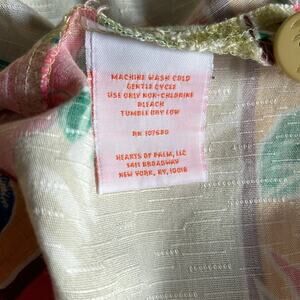 MACHINE WASH COLD
GENTLE CYCLE
USE ONLY NON-CHLORINE
BLEACH
TUMBLE DRY LOW
RN 107680
HEARTS OF PALM, LLC
1411 BROADWAY
NEW YORK, NY, 10018